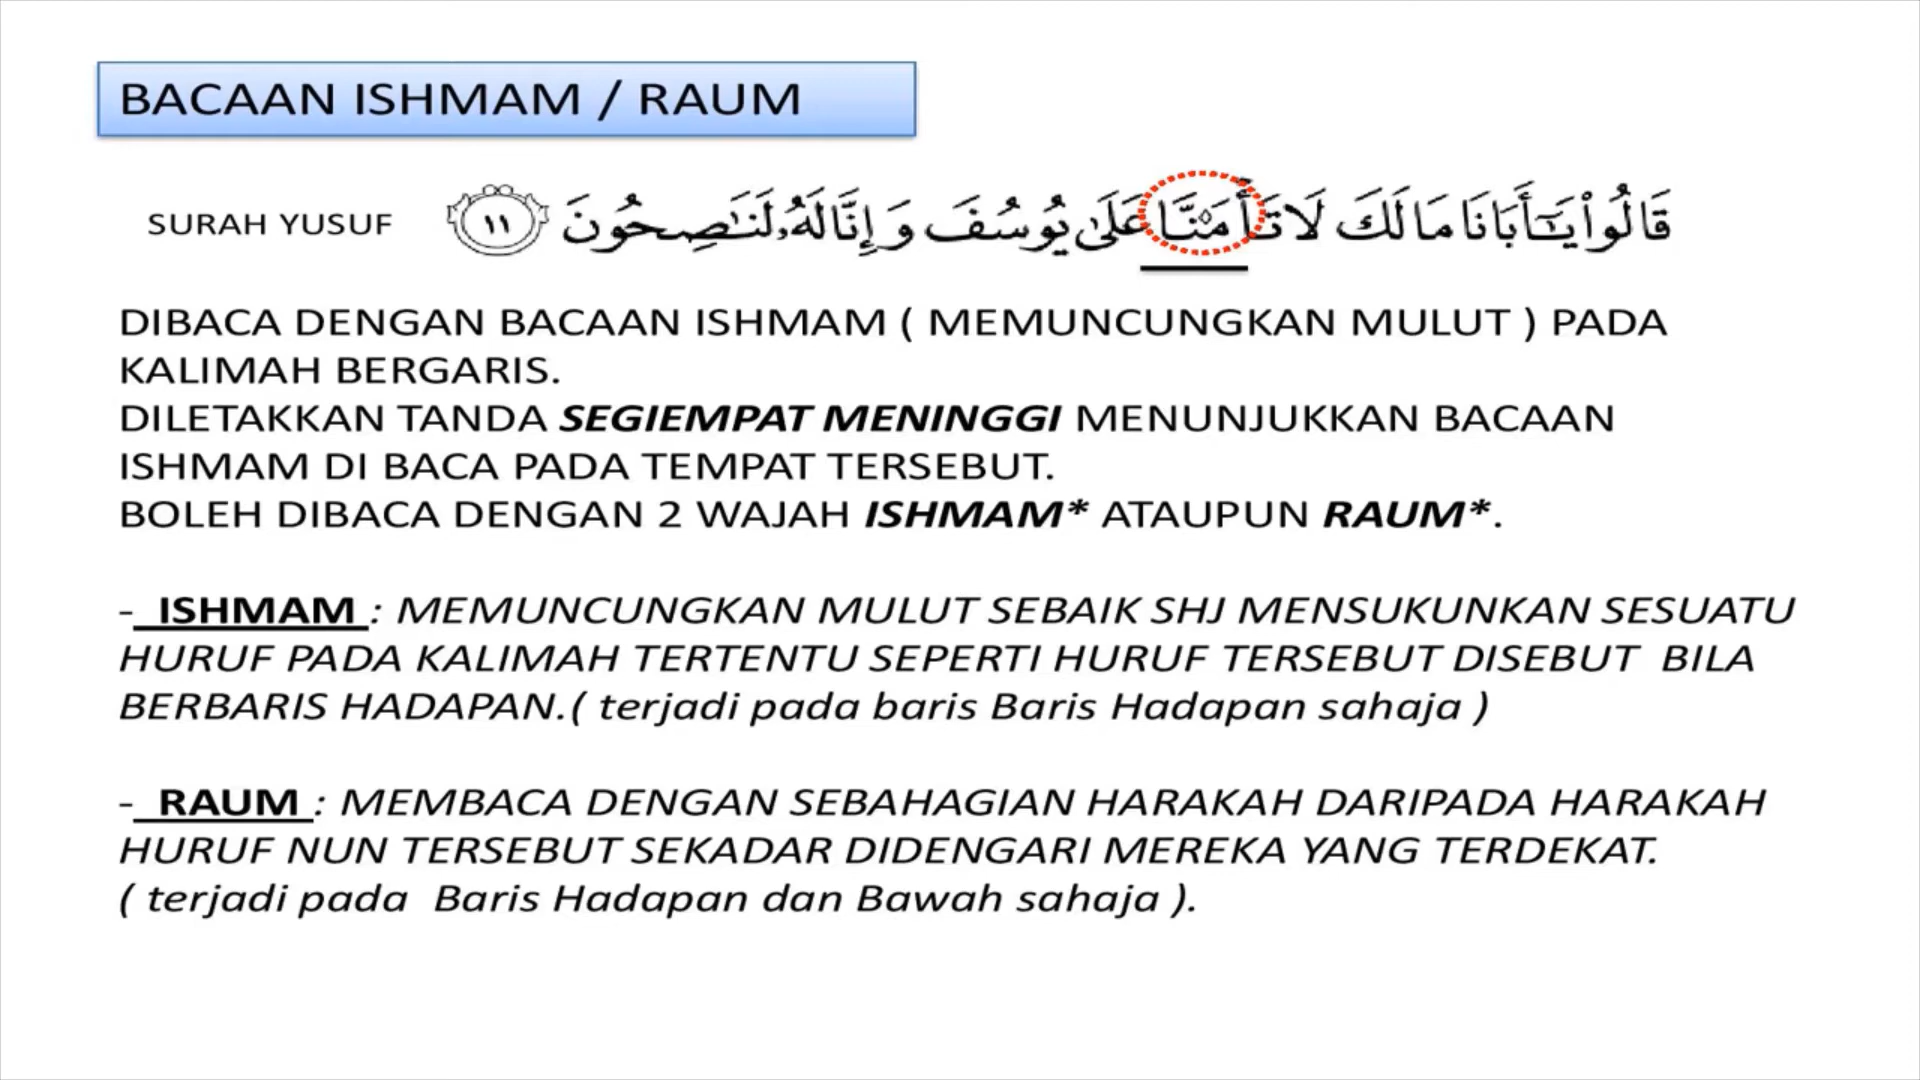 BACAAN ISHMAM / RAUM
SURAH YUSUF
قَالُوا۟ يَـٰٓأَبَانَا مَالَكَ لَا تَأْمَ۫نَّا عَلَىٰ يُوسُفَ وَإِنَّا لَهُۥ لَنَـٰصِحُونَ ١١
DIBACA DENGAN BACAAN ISHMAM ( MEMUNCUNGKAN MULUT ) PADA
KALIMAH BERGARIS.
DILETAKKAN TANDA SEGIEMPAT MENINGGI MENUNJUKKAN BACAAN
ISHMAM DI BACA PADA TEMPAT TERSEBUT.
BOLEH DIBACA DENGAN 2 WAJAH ISHMAM* ATAUPUN RAUM*.
- ISHMAM : MEMUNCUNGKAN MULUT SEBAIK SHJ MENSUKUNKAN SESUATU
HURUF PADA KALIMAH TERTENTU SEPERTI HURUF TERSEBUT DISEBUT BILA
BERBARIS HADAPAN.( terjadi pada baris Baris Hadapan sahaja )
- RAUM : MEMBACA DENGAN SEBAHAGIAN HARAKAH DARIPADA HARAKAH
HURUF NUN TERSEBUT SEKADAR DIDENGARI MEREKA YANG TERDEKAT.
( terjadi pada Baris Hadapan dan Bawah sahaja ).